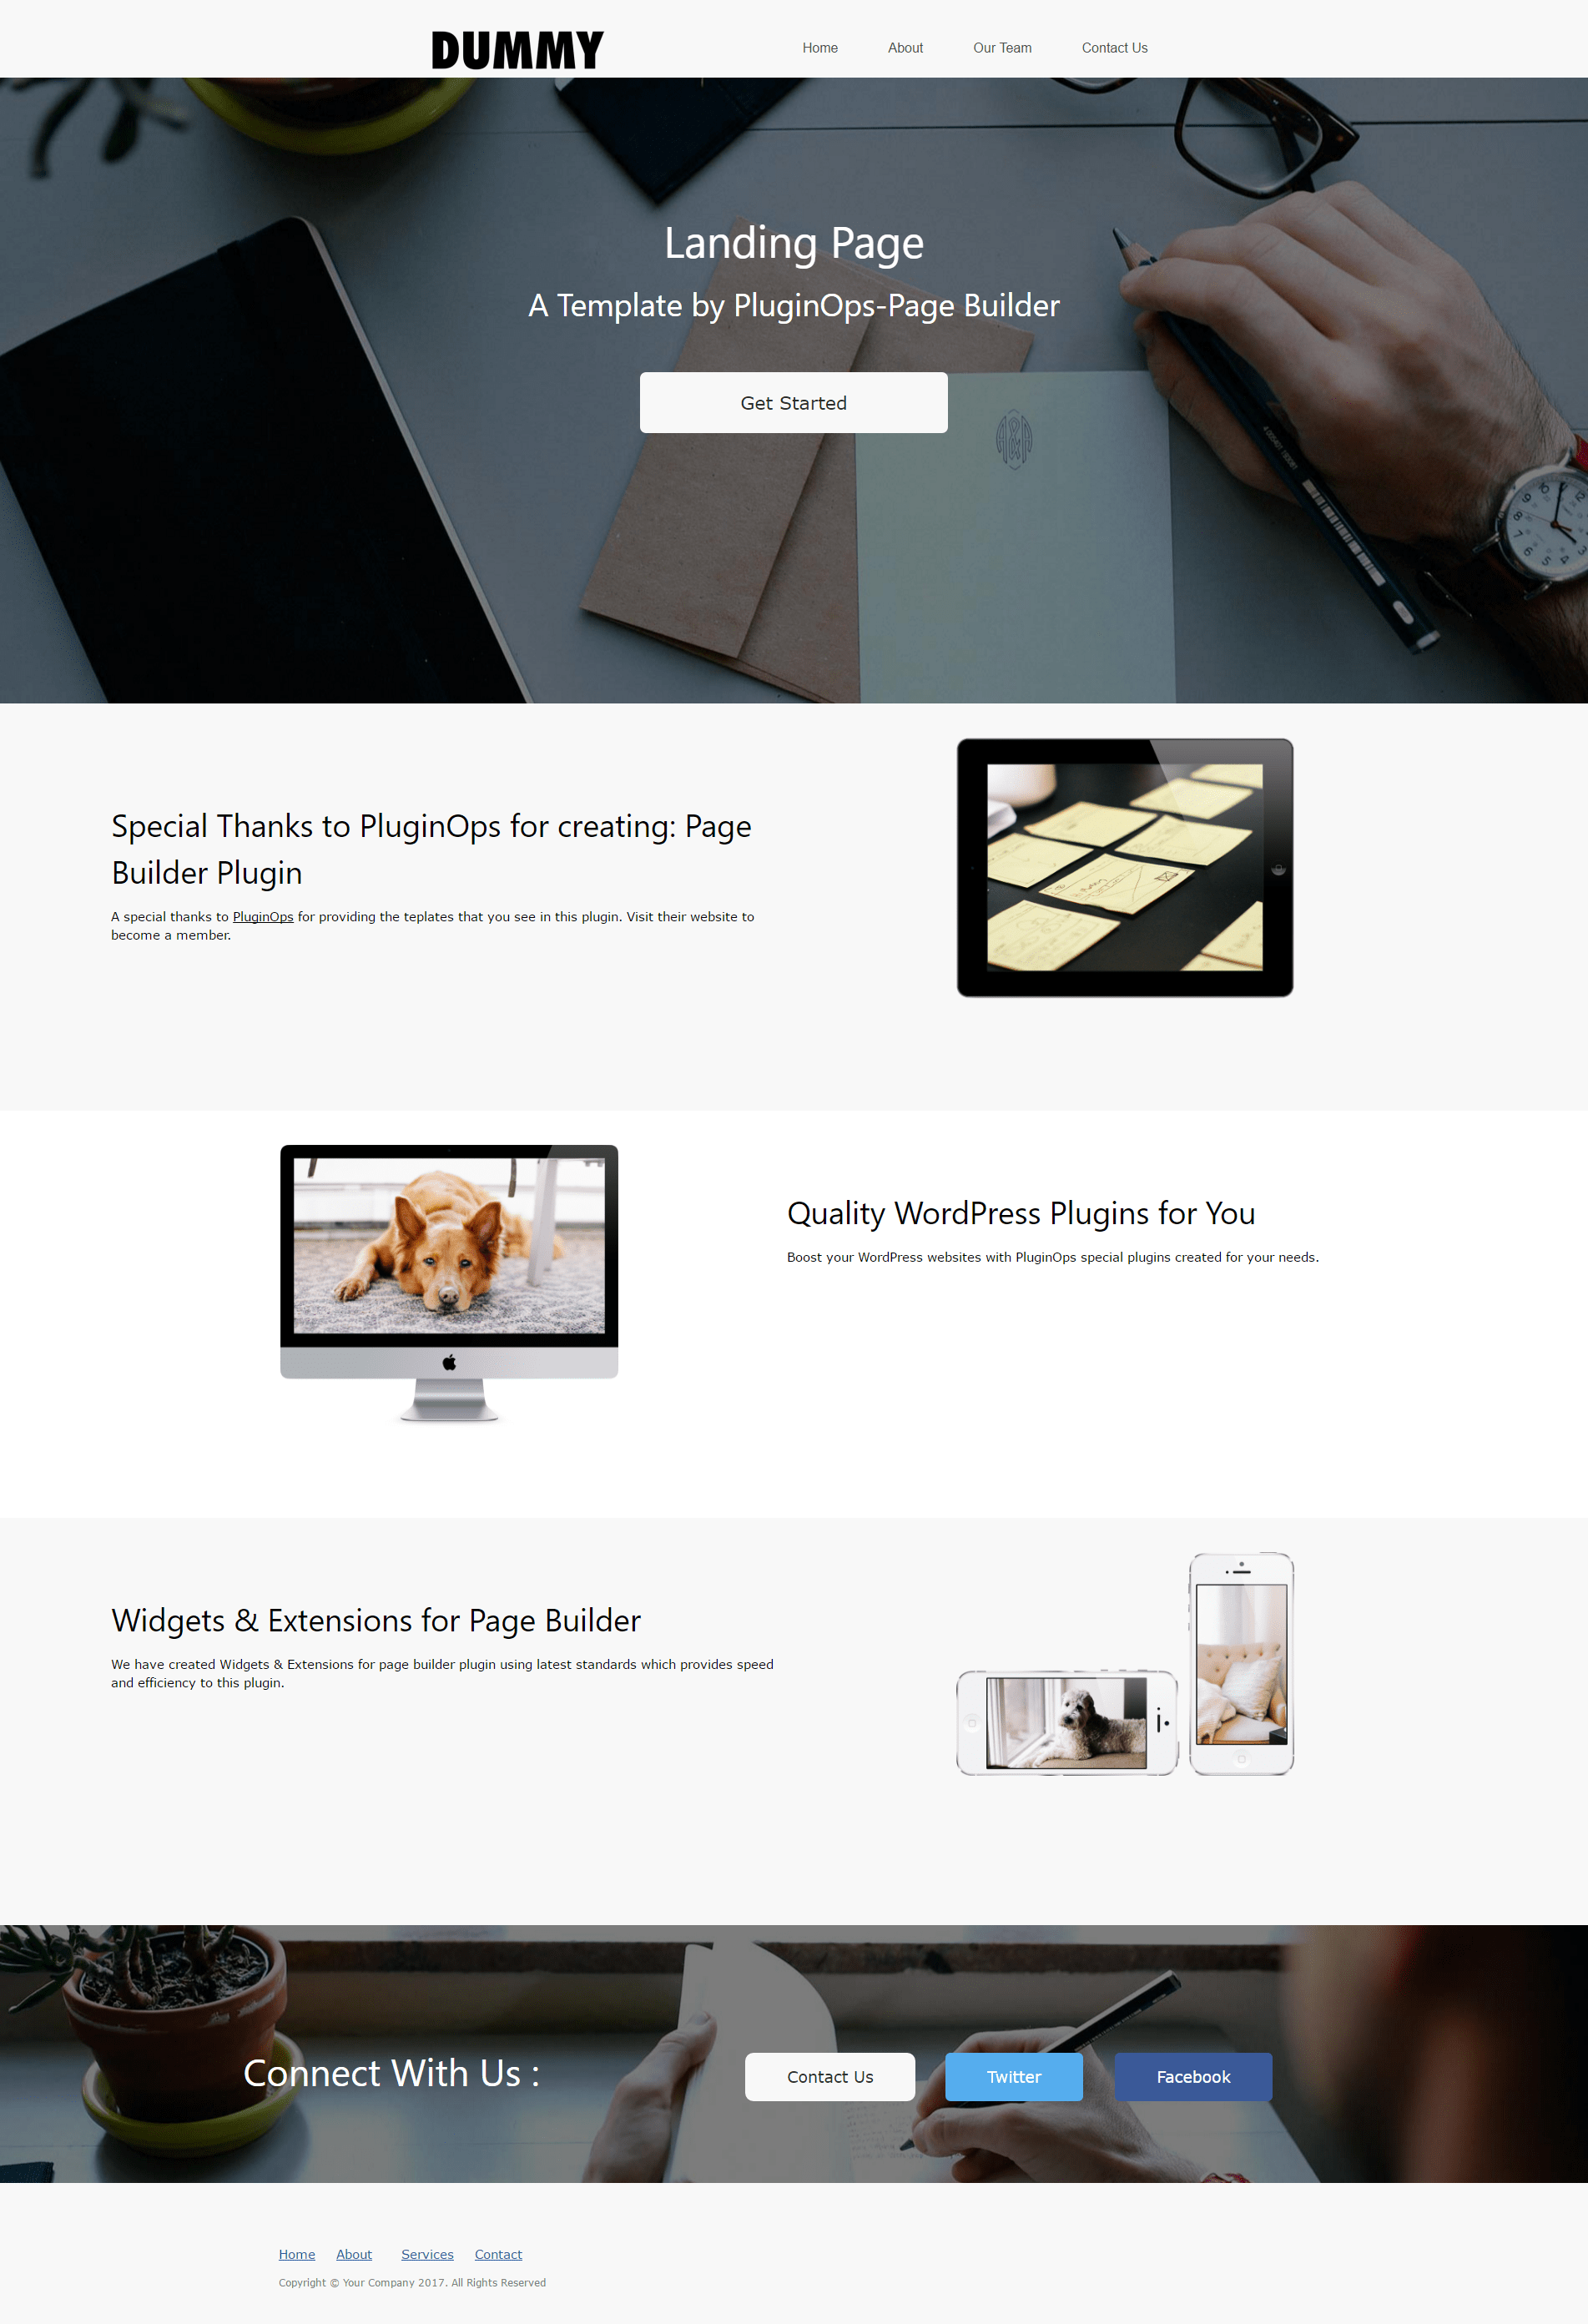 DUMMY
Home About Our Team Contact Us
Landing Page
A Template by PluginOps-Page Builder
Get Started
Special Thanks to PluginOps for creating: Page
Builder Plugin
A special thanks to PluginOps for providing the teplates that you see in this plugin. Visit their website to
become a member.
Quality WordPress Plugins for You
Boost your WordPress websites with PluginOps special plugins created for your needs.
Widgets & Extensions for Page Builder
We have created Widgets & Extensions for page builder plugin using latest standards which provides speed
and efficiency to this plugin.
Connect With Us :
Contact Us
Twitter
Facebook
Home About Services Contact
Copyright © Your Company 2017. All Rights Reserved